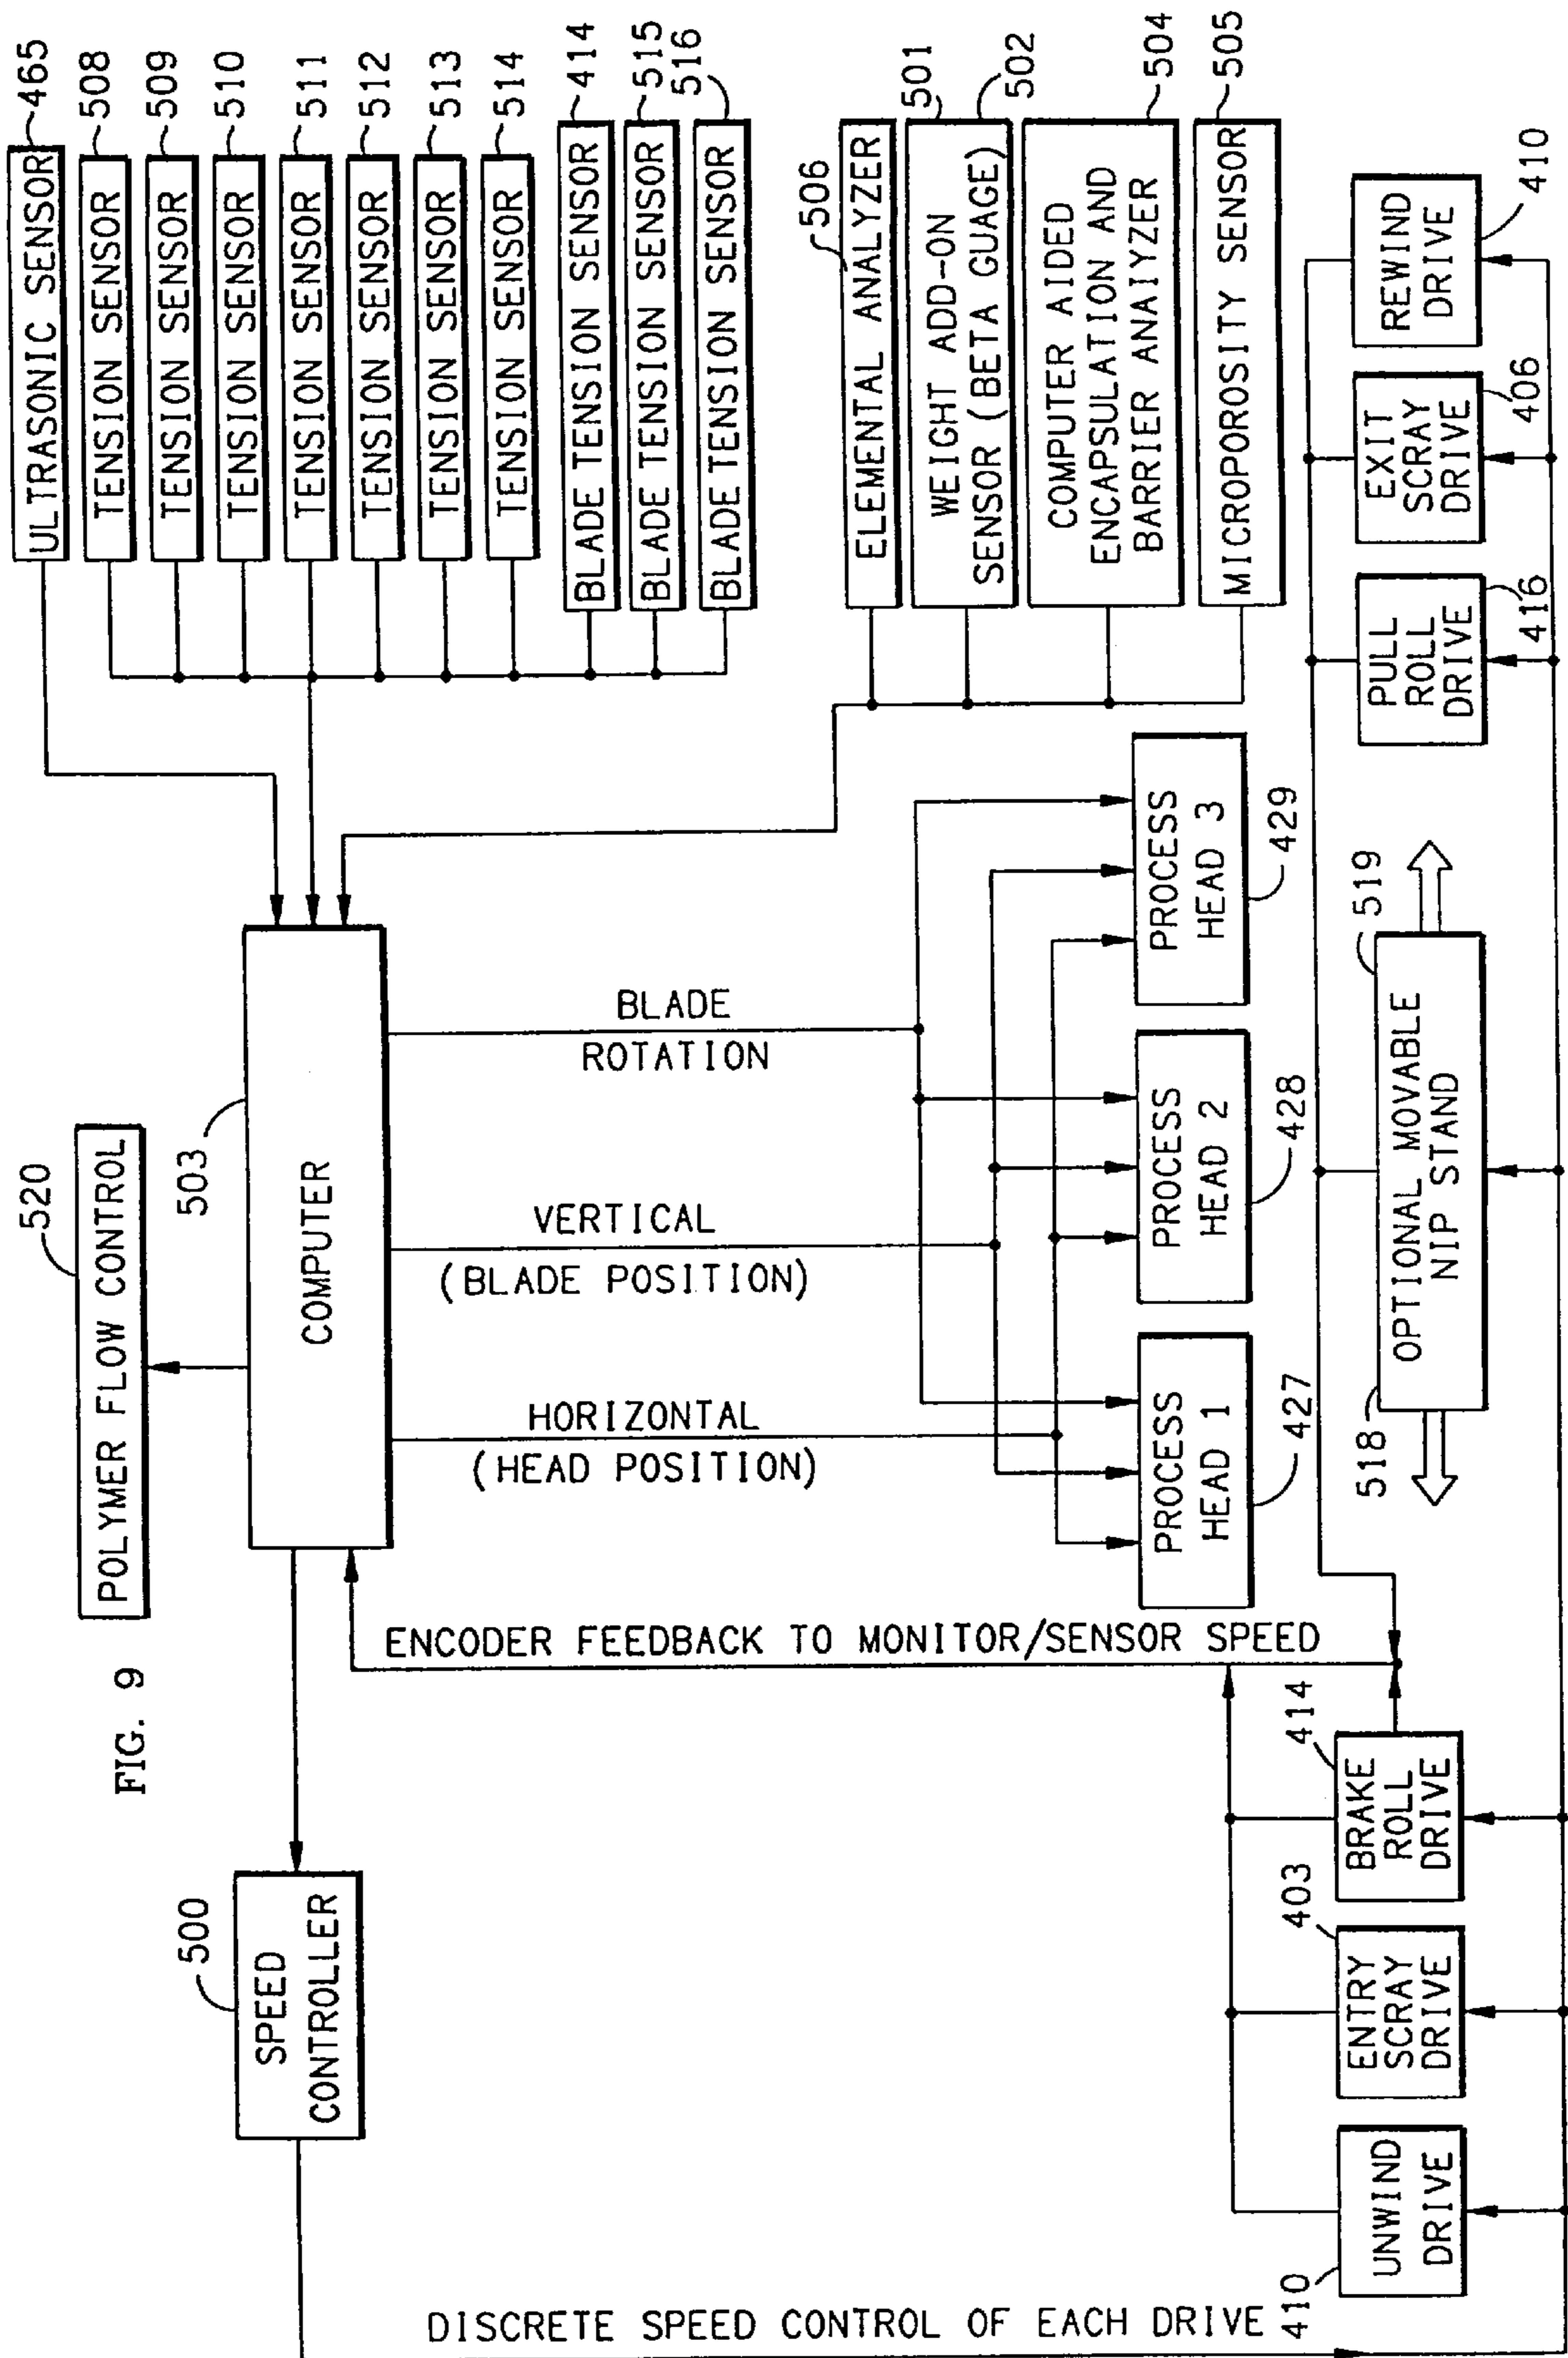 FIG. 9
520
POLYMER FLOW CONTROL
500
SPEED
CONTROLLER
503
COMPUTER
465
ULTRASONIC SENSOR
508
TENSION SENSOR
509
TENSION SENSOR
510
TENSION SENSOR
511
TENSION SENSOR
512
TENSION SENSOR
513
TENSION SENSOR
514
TENSION SENSOR
414
BLADE TENSION SENSOR
515
BLADE TENSION SENSOR
516
BLADE TENSION SENSOR
506
ELEMENTAL ANALYZER
501
WEIGHT ADD-ON
SENSOR (BETA GUAGE)
502
COMPUTER AIDED
ENCAPSULATION AND
BARRIER ANAIYZER
504
MICROPOROSITY SENSOR
505
HORIZONTAL
(HEAD POSITION)
VERTICAL
(BLADE POSITION)
BLADE
ROTATION
PROCESS
HEAD 1
427
PROCESS
HEAD 2
428
PROCESS
HEAD 3
429
ENCODER FEEDBACK TO MONITOR/SENSOR SPEED
DISCRETE SPEED CONTROL OF EACH DRIVE
410
UNWIND
DRIVE
403
ENTRY
SCRAY
DRIVE
414
BRAKE
ROLL
DRIVE
518
OPTIONAL MOVABLE
NIP STAND
519
PULL
ROLL
DRIVE
416
EXIT
SCRAY
DRIVE
406
REWIND
DRIVE
410